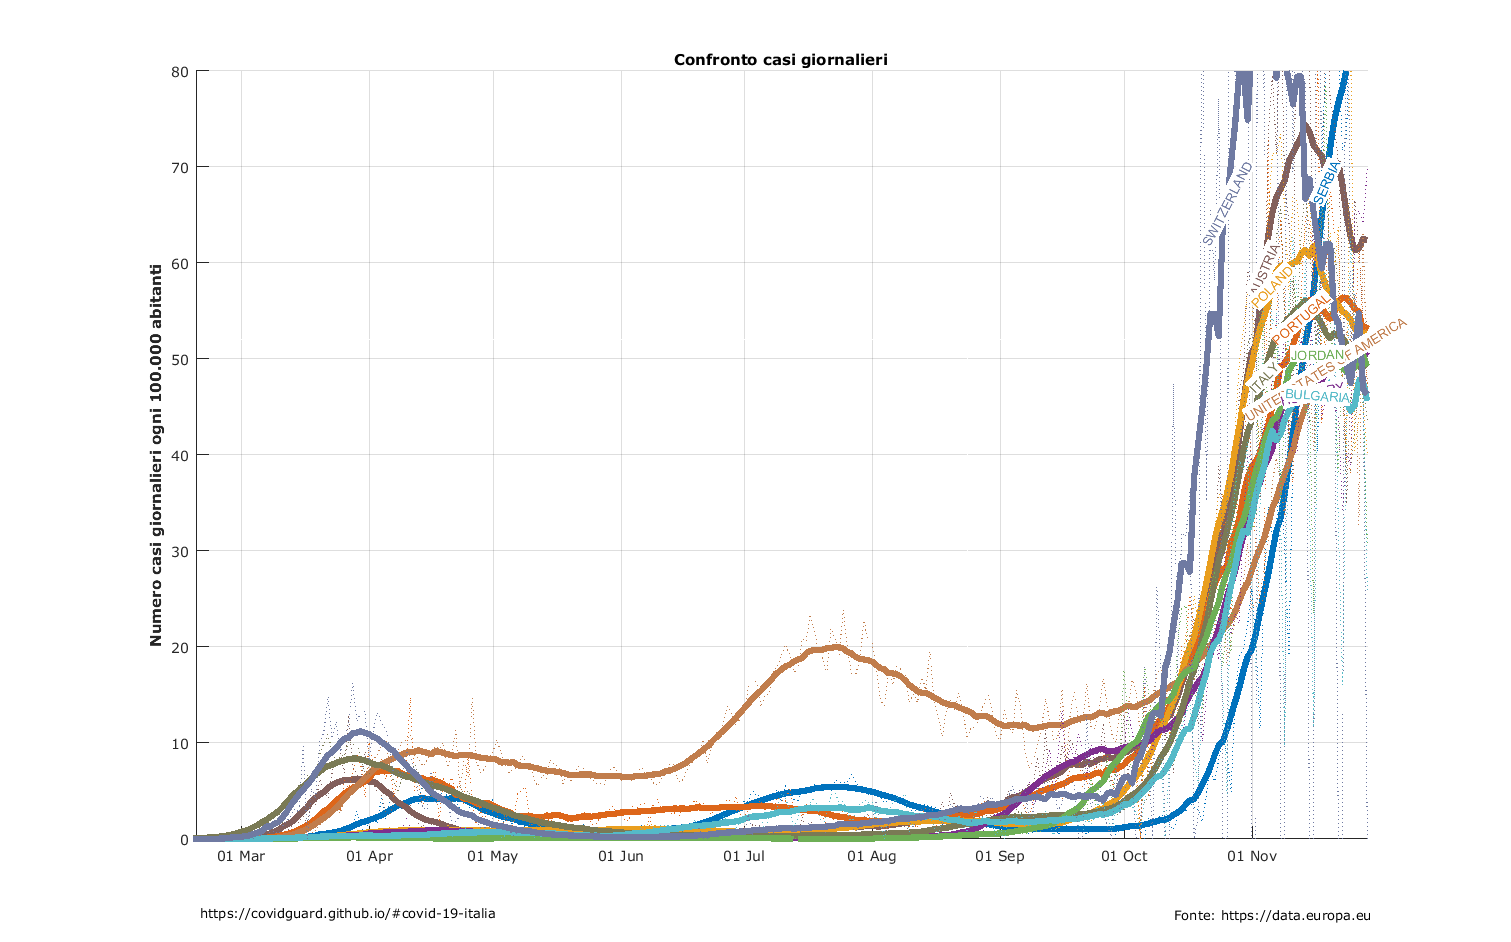 Confronto casi giornalieri
Numero casi giornalieri ogni 100.000 abitanti
80
70
60
50
40
30
20
10
0
SWITZERLAND
SERBIA
POLAND
PORTUGAL
JORDAN
ITALY
AMERICA
BULGARIA
01 Mar
01 Apr
01 May
01 Jun
01 Jul
01 Aug
01 Sep
01 Oct
01 Nov
https://covidguard.github.io/#covid-19-italia
Fonte: https://data.europa.eu